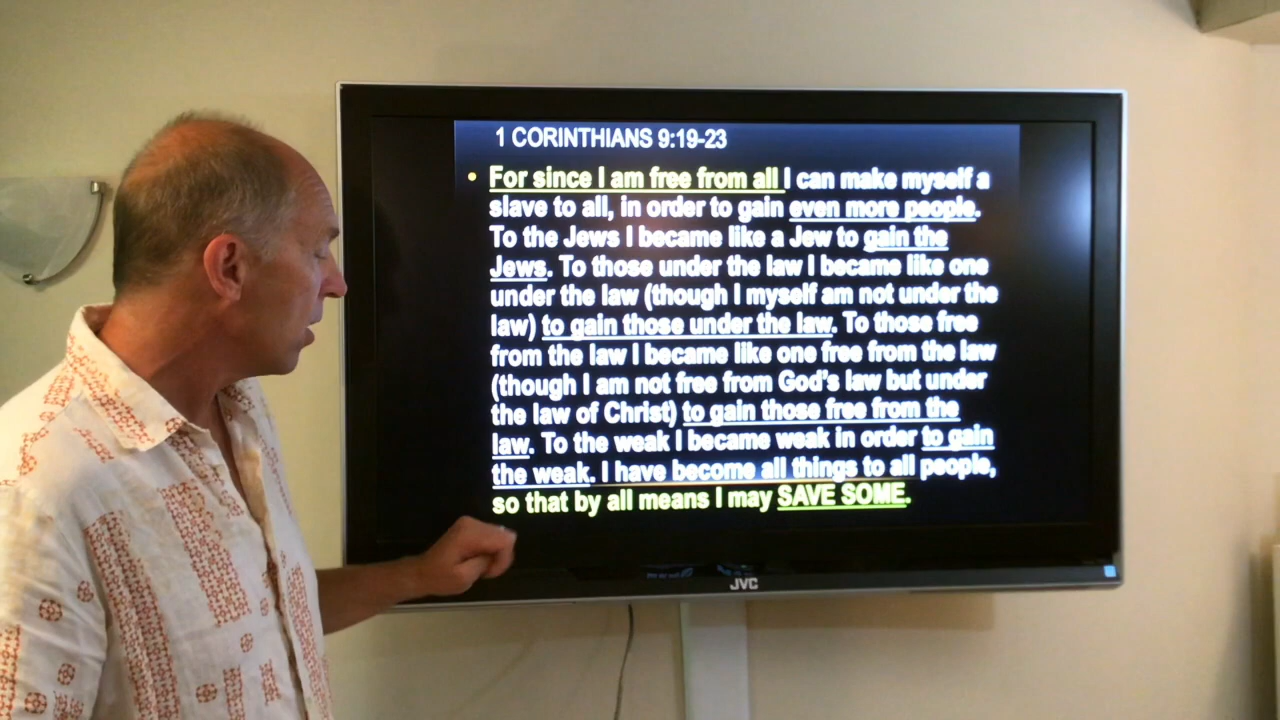 1 CORINTHIANS 9:19-23
• For since I am free from all I can make myself a
slave to all, in order to gain even more people.
To the Jews I became like a Jew to gain the
Jews. To those under the law I became like one
under the law (though I myself am not under the
law) to gain those under the law. To those free
from the law I became like one free from the law
(though I am not free from God's law but under
the law of Christ) to gain those free from the
law. To the weak I became weak in order to gain
the weak. I have become all things to all people,
so that by all means I may SAVE SOME.
JVC